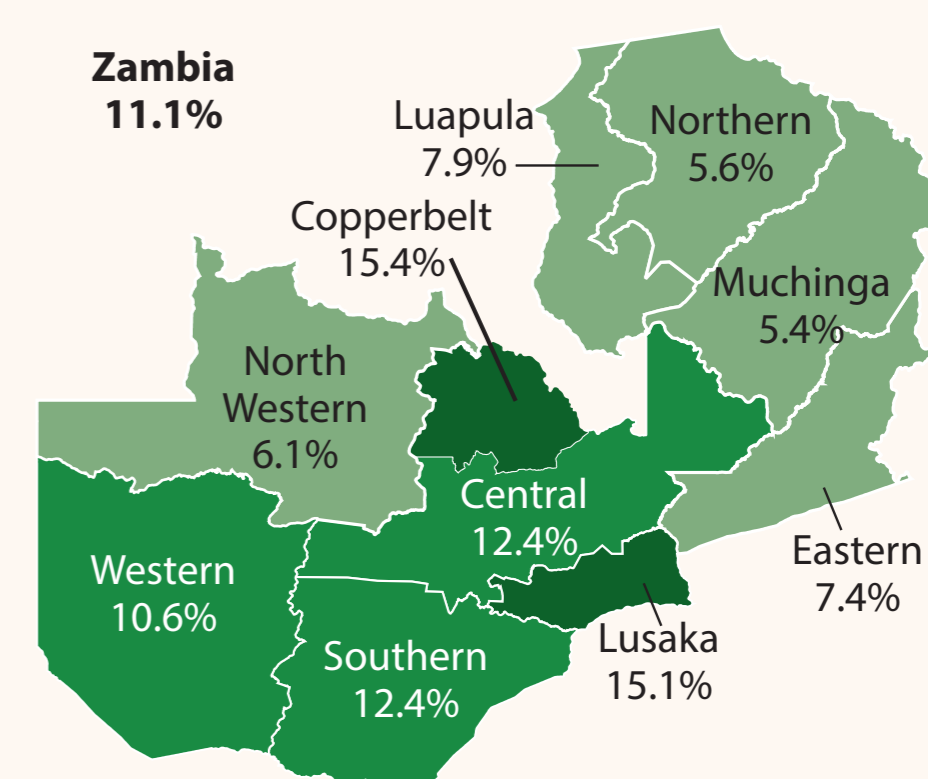 Zambia
11.1%
Luapula
7.9%
Northern
5.6%
Copperbelt
15.4%
Muchinga
5.4%
North
Western
6.1%
Central
12.4%
Western
10.6%
Eastern
7.4%
Southern
12.4%
Lusaka
15.1%